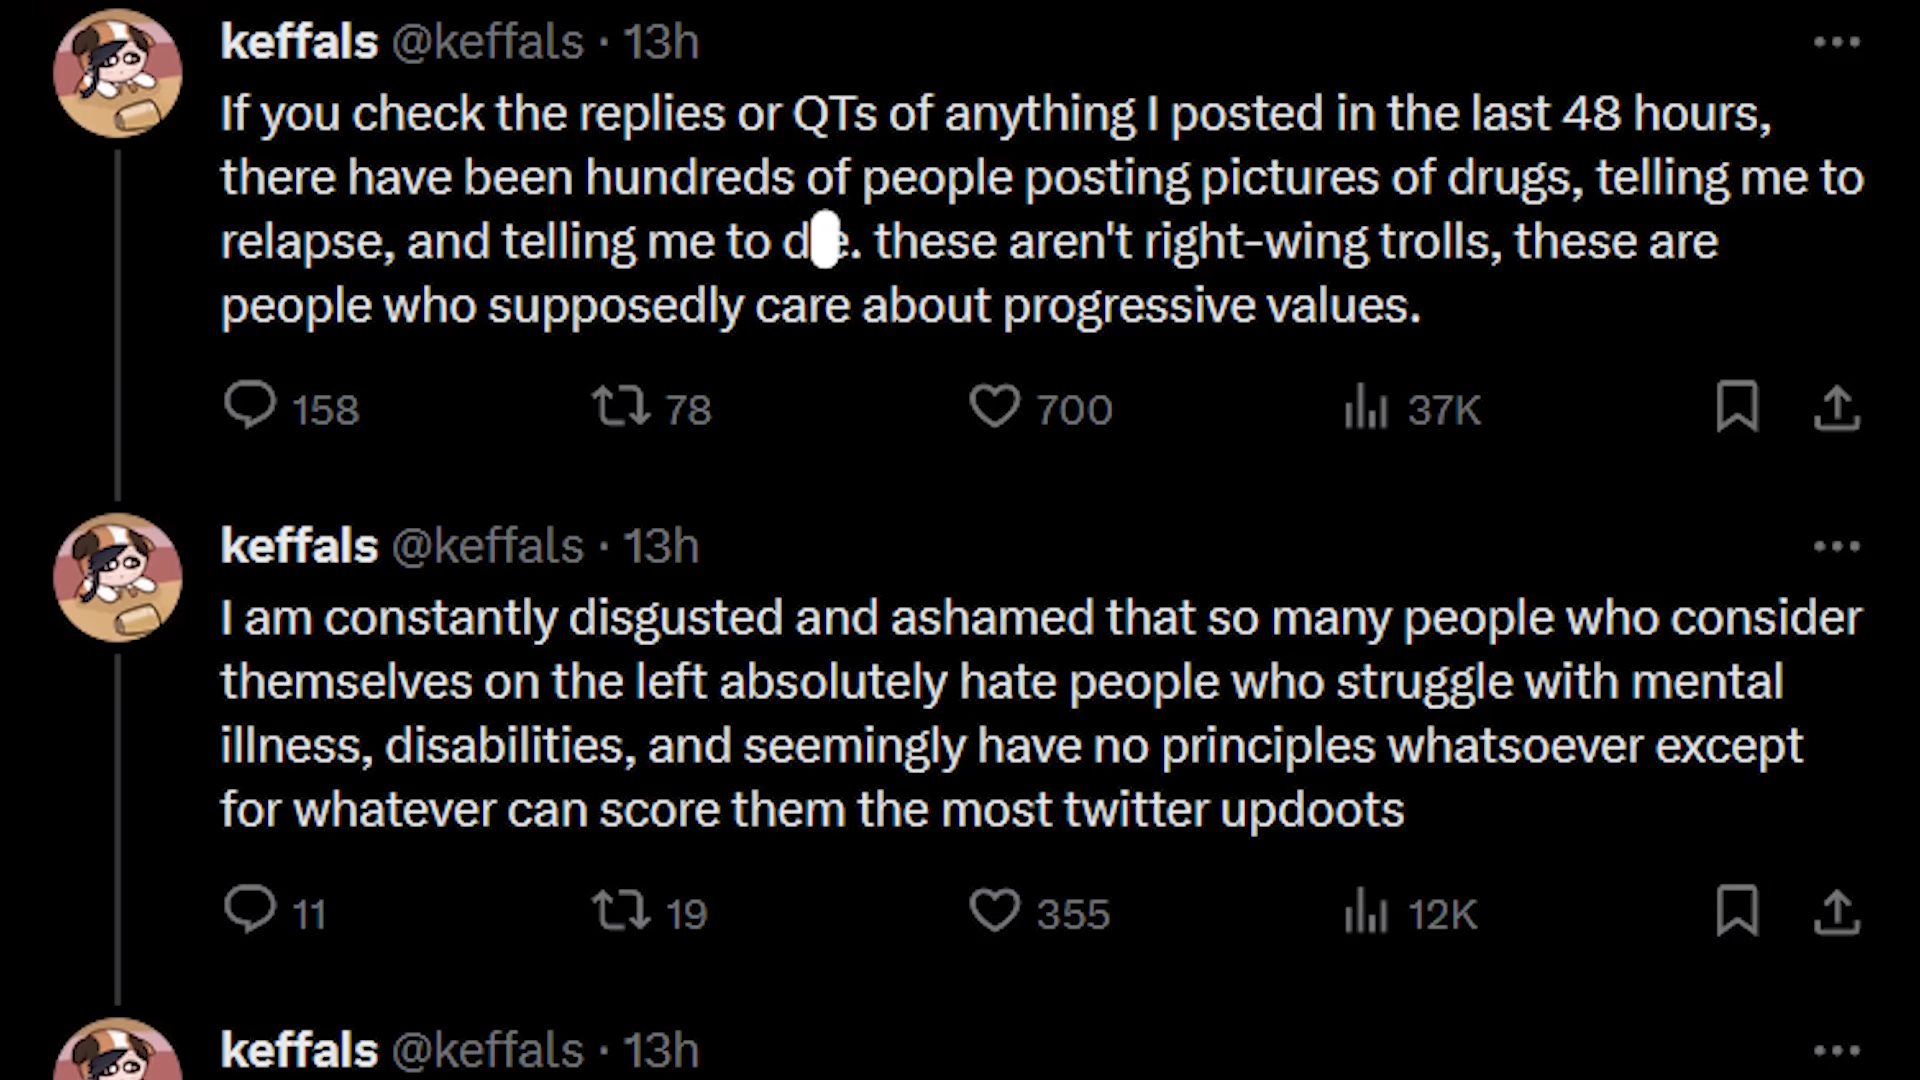 keffals @keffals · 13h
If you check the replies or QTs of anything I posted in the last 48 hours,
there have been hundreds of people posting pictures of drugs, telling me to
relapse, and telling me to d e. these aren't right-wing trolls, these are
people who supposedly care about progressive values.
158 78 700 37K
keffals @keffals · 13h
I am constantly disgusted and ashamed that so many people who consider
themselves on the left absolutely hate people who struggle with mental
illness, disabilities, and seemingly have no principles whatsoever except
for whatever can score them the most twitter updoots
11 19 355 12K
keffals @keffals · 13h